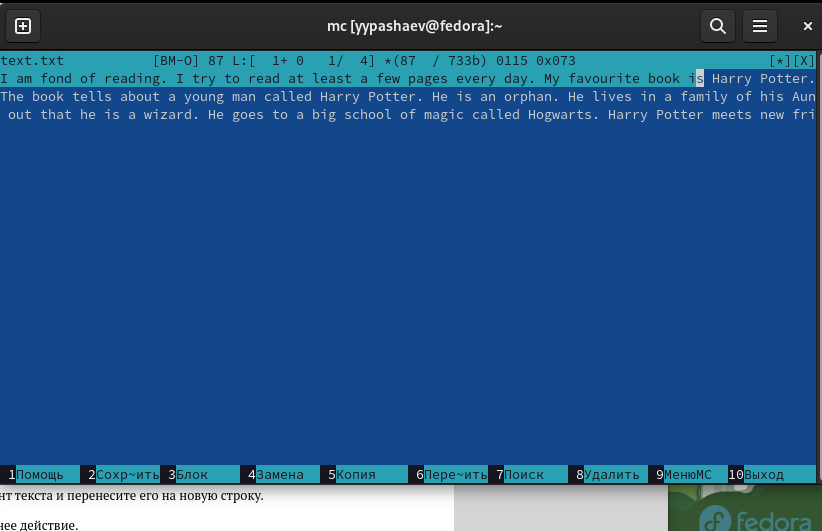 mc [yypashaev@fedora]:~
text.txt [BM-O] 87 L:[ 1+ 0 1/ 4] *(87 / 733b) 0115 0x073 [*][X]
I am fond of reading. I try to read at least a few pages every day. My favourite book is Harry Potter.
The book tells about a young man called Harry Potter. He is an orphan. He lives in a family of his Aun
out that he is a wizard. He goes to a big school of magic called Hogwarts. Harry Potter meets new fri
1Помощь 2Сохр~ить 3Блок 4Замена 5Копия 6Пере~ить 7Поиск 8Удалить 9МенюMC 10Выход
нт текста и перенесите его на новую строку.
нее действие.
fedora